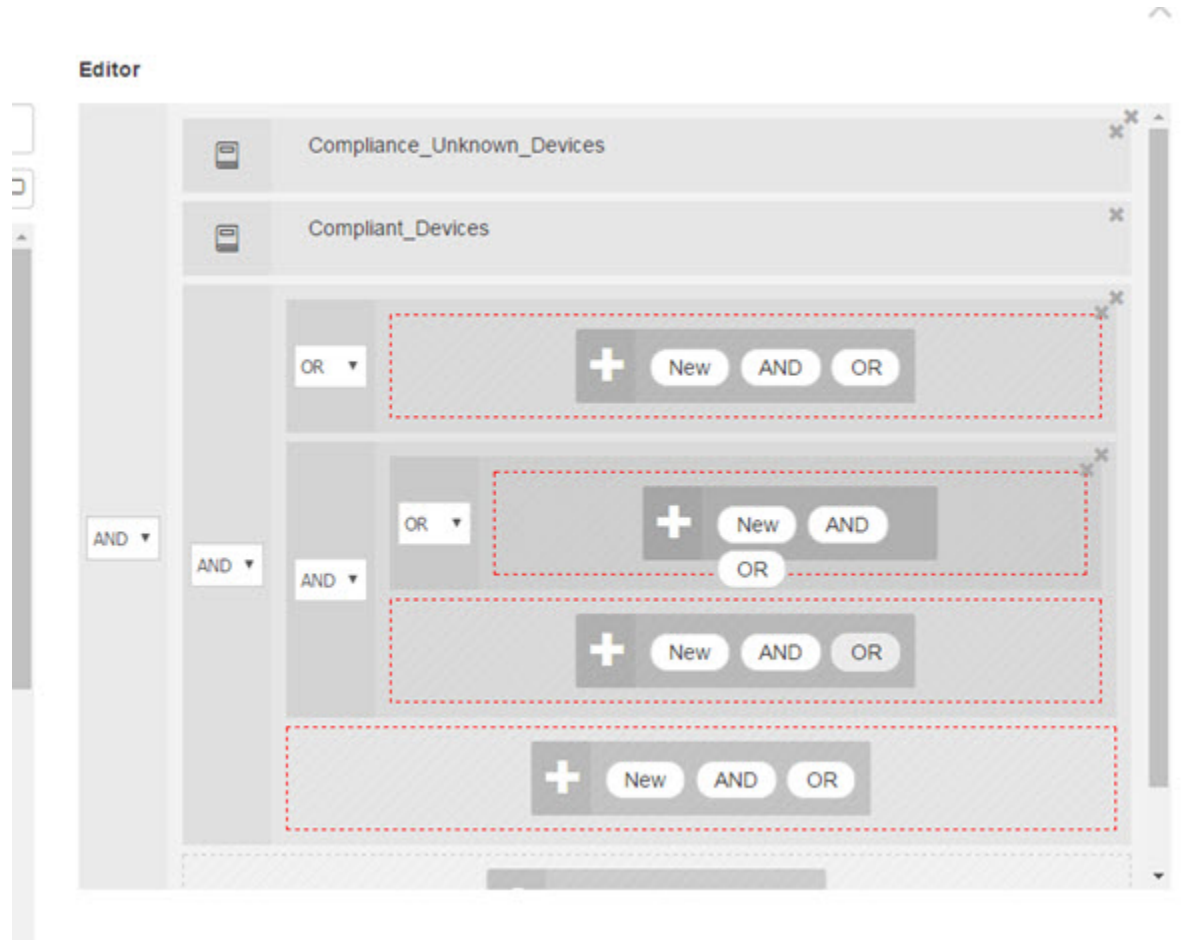 Editor
Compliance_Unknown_Devices
Compliant_Devices
OR New AND OR
OR New AND
AND AND AND OR
New AND OR
New AND OR